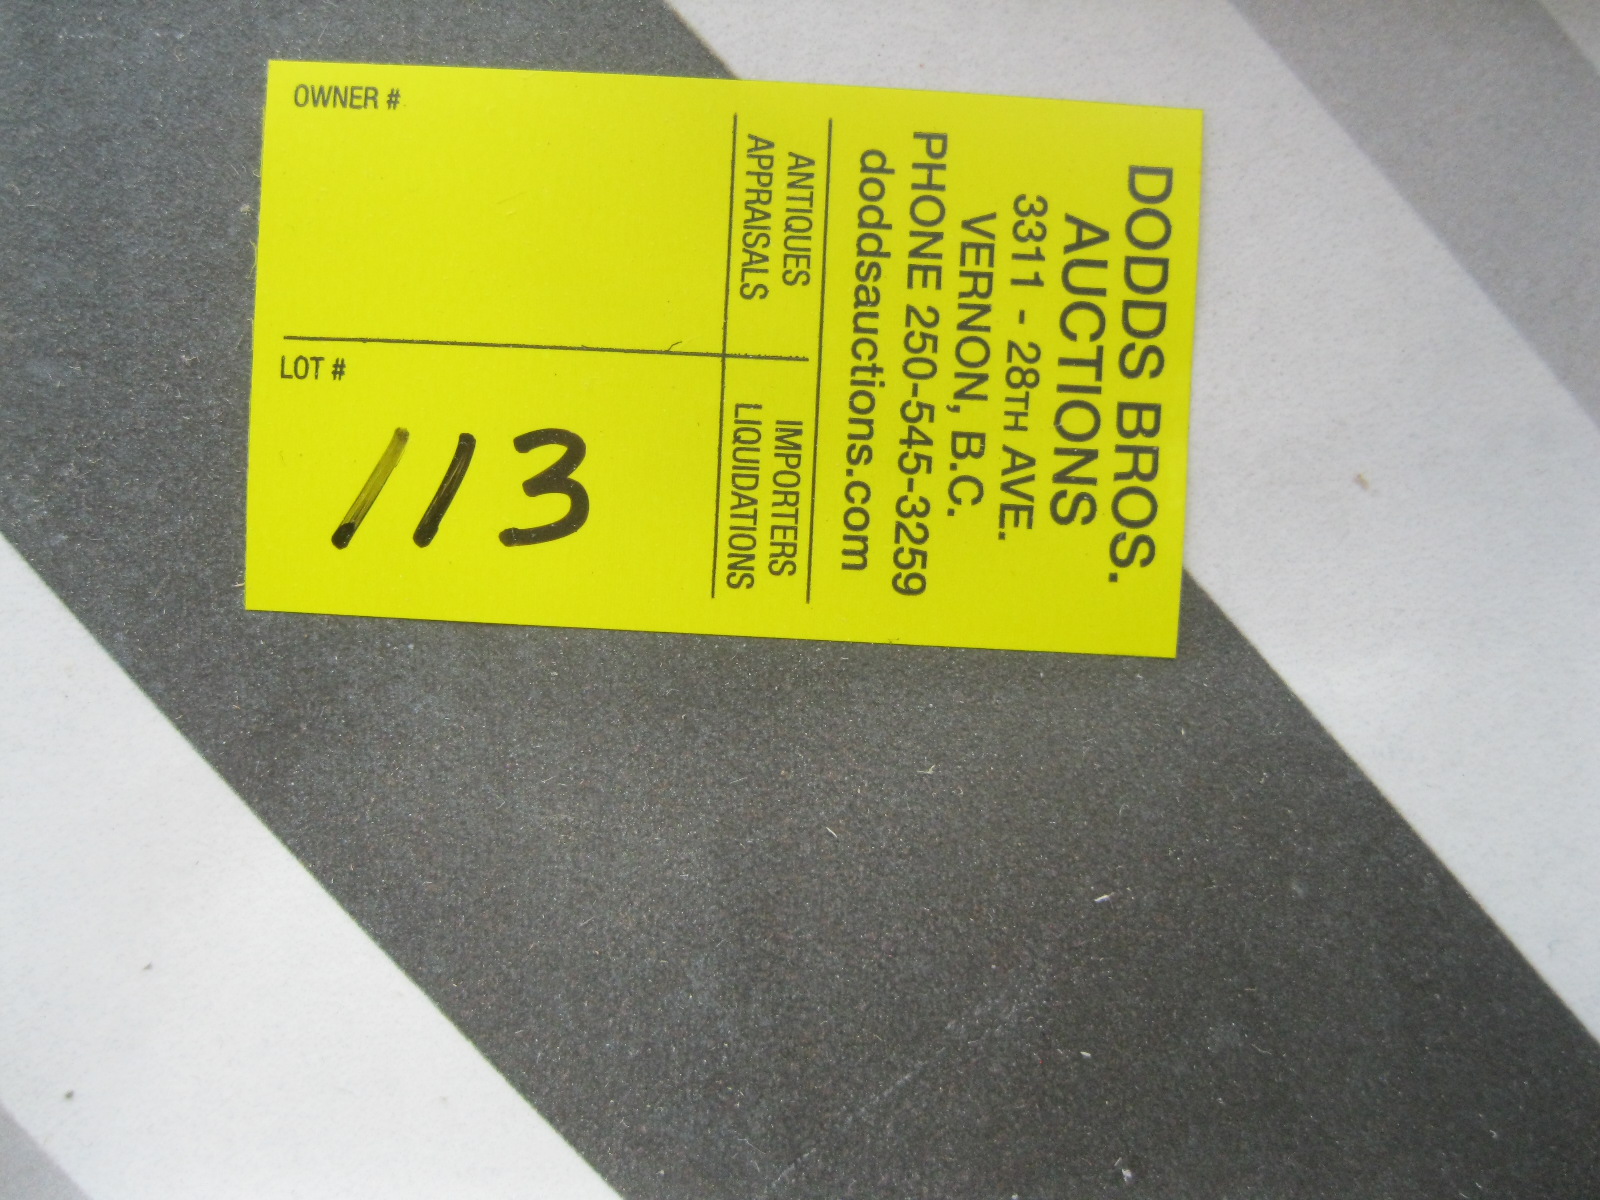 DODDS BROS.
AUCTIONS
3311 - 28TH AVE.
VERNON, B.C.
PHONE 250-545-3259
doddsauctions.com
ANTIQUES
APPRAISALS
IMPORTERS
LIQUIDATIONS
OWNER #
LOT #
113